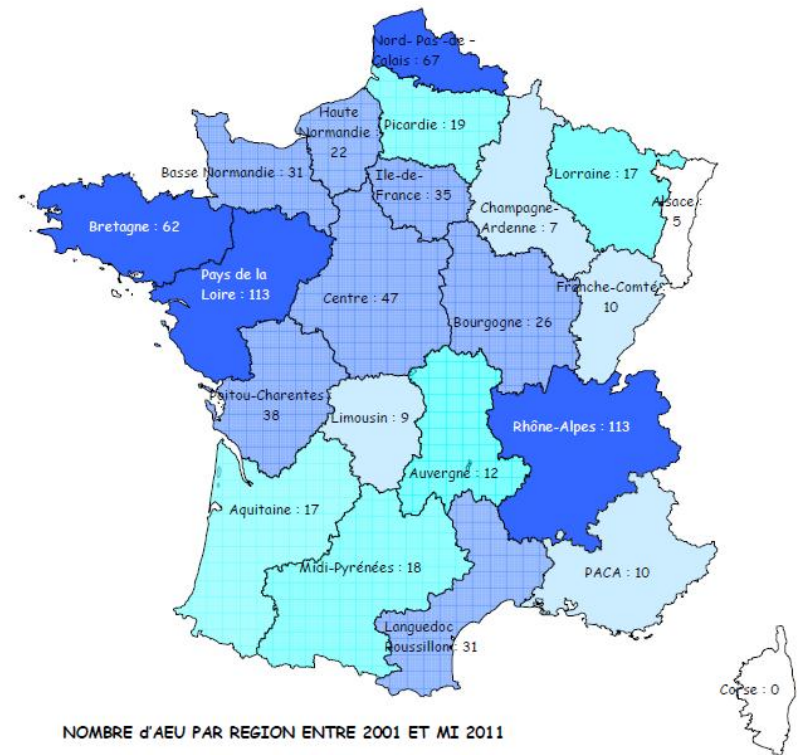 Nord- Pas -de -
Calais : 67
Haute
Normandie :
22
Picardie : 19
Basse Normandie : 31
Ile-de-
France : 35
Lorraine : 17
Alsace :
5
Champagne-
Ardenne : 7
Bretagne : 62
Pays de la
Loire : 113
Centre : 47
Bourgogne : 26
Franche-Comté
10
Poitou-Charentes :
38
Limousin : 9
Rhône-Alpes : 113
Auvergne : 12
Aquitaine : 17
Midi-Pyrénées : 18
PACA : 10
Languedoc
Roussillon : 31
Corse : 0
NOMBRE d'AEU PAR REGION ENTRE 2001 ET MI 2011